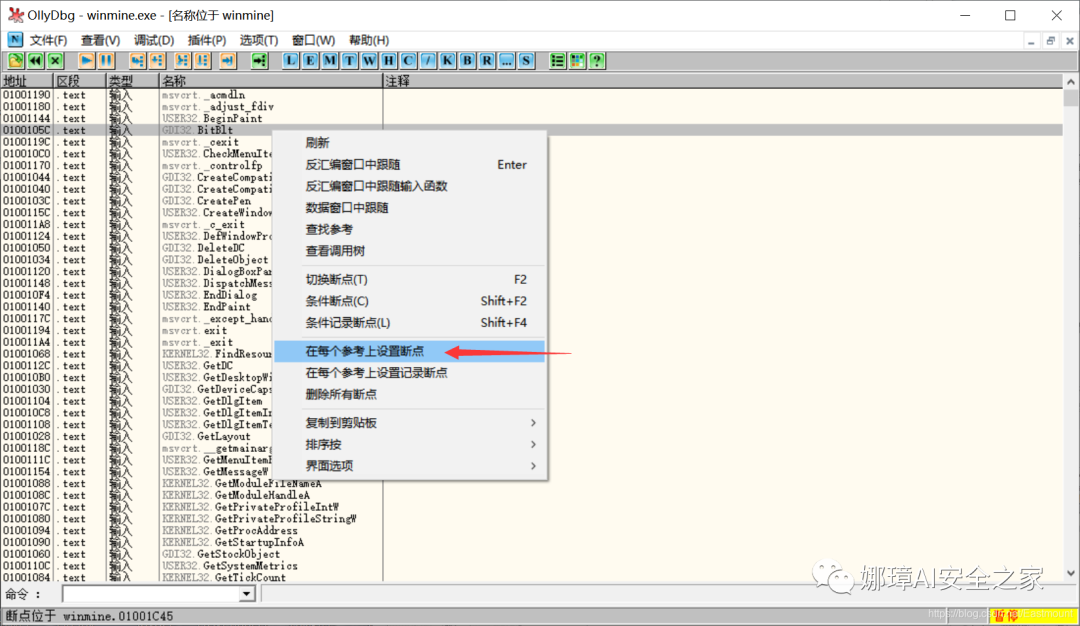 OllyDbg - winmine.exe - [名称位于 winmine]
文件(F) 查看(V) 调试(D) 插件(P) 选项(T) 窗口(W) 帮助(H)
L E M T W H C / K B R ... S ?
地址 区段 类型 名称 注释
01001190 .text 输入 msvcrt._acmdln
01001180 .text 输入 msvcrt._adjust_fdiv
01001144 .text 输入 USER32.BeginPaint
0100105C .text 输入 GDI32.BitBlt
0100119C .text 输入 msvcrt._cexit
010010C0 .text 输入 USER32.CheckMenuIte
01001170 .text 输入 msvcrt._controlfp
01001044 .text 输入 GDI32.CreateCompati
01001040 .text 输入 GDI32.CreateCompati
0100103C .text 输入 GDI32.CreatePen
0100115C .text 输入 USER32.CreateWindow
010011A8 .text 输入 msvcrt._c_exit
01001124 .text 输入 USER32.DefWindowPro
01001050 .text 输入 GDI32.DeleteDC
01001034 .text 输入 GDI32.DeleteObject
01001120 .text 输入 USER32.DialogBoxPar
01001148 .text 输入 USER32.DispatchMess
010010F4 .text 输入 USER32.EndDialog
01001140 .text 输入 USER32.EndPaint
0100117C .text 输入 msvcrt._except_hand
01001194 .text 输入 msvcrt.exit
010011A4 .text 输入 msvcrt._exit
01001068 .text 输入 KERNEL32.FindResour
0100112C .text 输入 USER32.GetDC
010010B0 .text 输入 USER32.GetDesktopWi
01001030 .text 输入 GDI32.GetDeviceCaps
01001104 .text 输入 USER32.GetDlgItem
010010C8 .text 输入 USER32.GetDlgItemIn
01001108 .text 输入 USER32.GetDlgItemTe
01001028 .text 输入 GDI32.GetLayout
0100118C .text 输入 msvcrt.__getmainarg
0100111C .text 输入 USER32.GetMenuItemR
01001154 .text 输入 USER32.GetMessageW
01001088 .text 输入 KERNEL32.GetModuleFileNameA
0100108C .text 输入 KERNEL32.GetModuleHandleA
0100107C .text 输入 KERNEL32.GetPrivateProfileIntW
01001080 .text 输入 KERNEL32.GetPrivateProfileStringW
01001094 .text 输入 KERNEL32.GetProcAddress
01001090 .text 输入 KERNEL32.GetStartupInfoA
01001060 .text 输入 GDI32.GetStockObject
0100110C .text 输入 USER32.GetSystemMetrics
01001084 .text 输入 KERNEL32.GetTickCount
刷新
反汇编窗口中跟随 Enter
反汇编窗口中跟随输入函数
数据窗口中跟随
查找参考
查看调用树
切换断点(T) F2
条件断点(C) Shift+F2
条件记录断点(L) Shift+F4
在每个参考上设置断点
在每个参考上设置记录断点
删除所有断点
复制到剪贴板
排序按
界面选项
娜璋AI安全之家
命令：
断点位于 winmine.01001C45
暂停